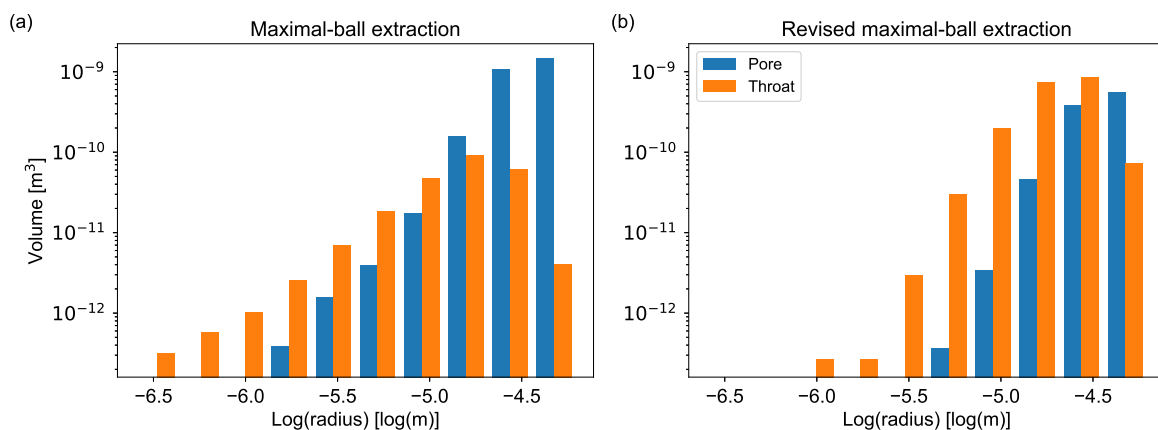 (a)
Maximal-ball extraction
Volume [m³]
10⁻⁹
10⁻¹⁰
10⁻¹¹
10⁻¹²
−6.5 −6.0 −5.5 −5.0 −4.5
Log(radius) [log(m)]
(b)
Revised maximal-ball extraction
Pore
Throat
10⁻⁹
10⁻¹⁰
10⁻¹¹
10⁻¹²
−6.5 −6.0 −5.5 −5.0 −4.5
Log(radius) [log(m)]